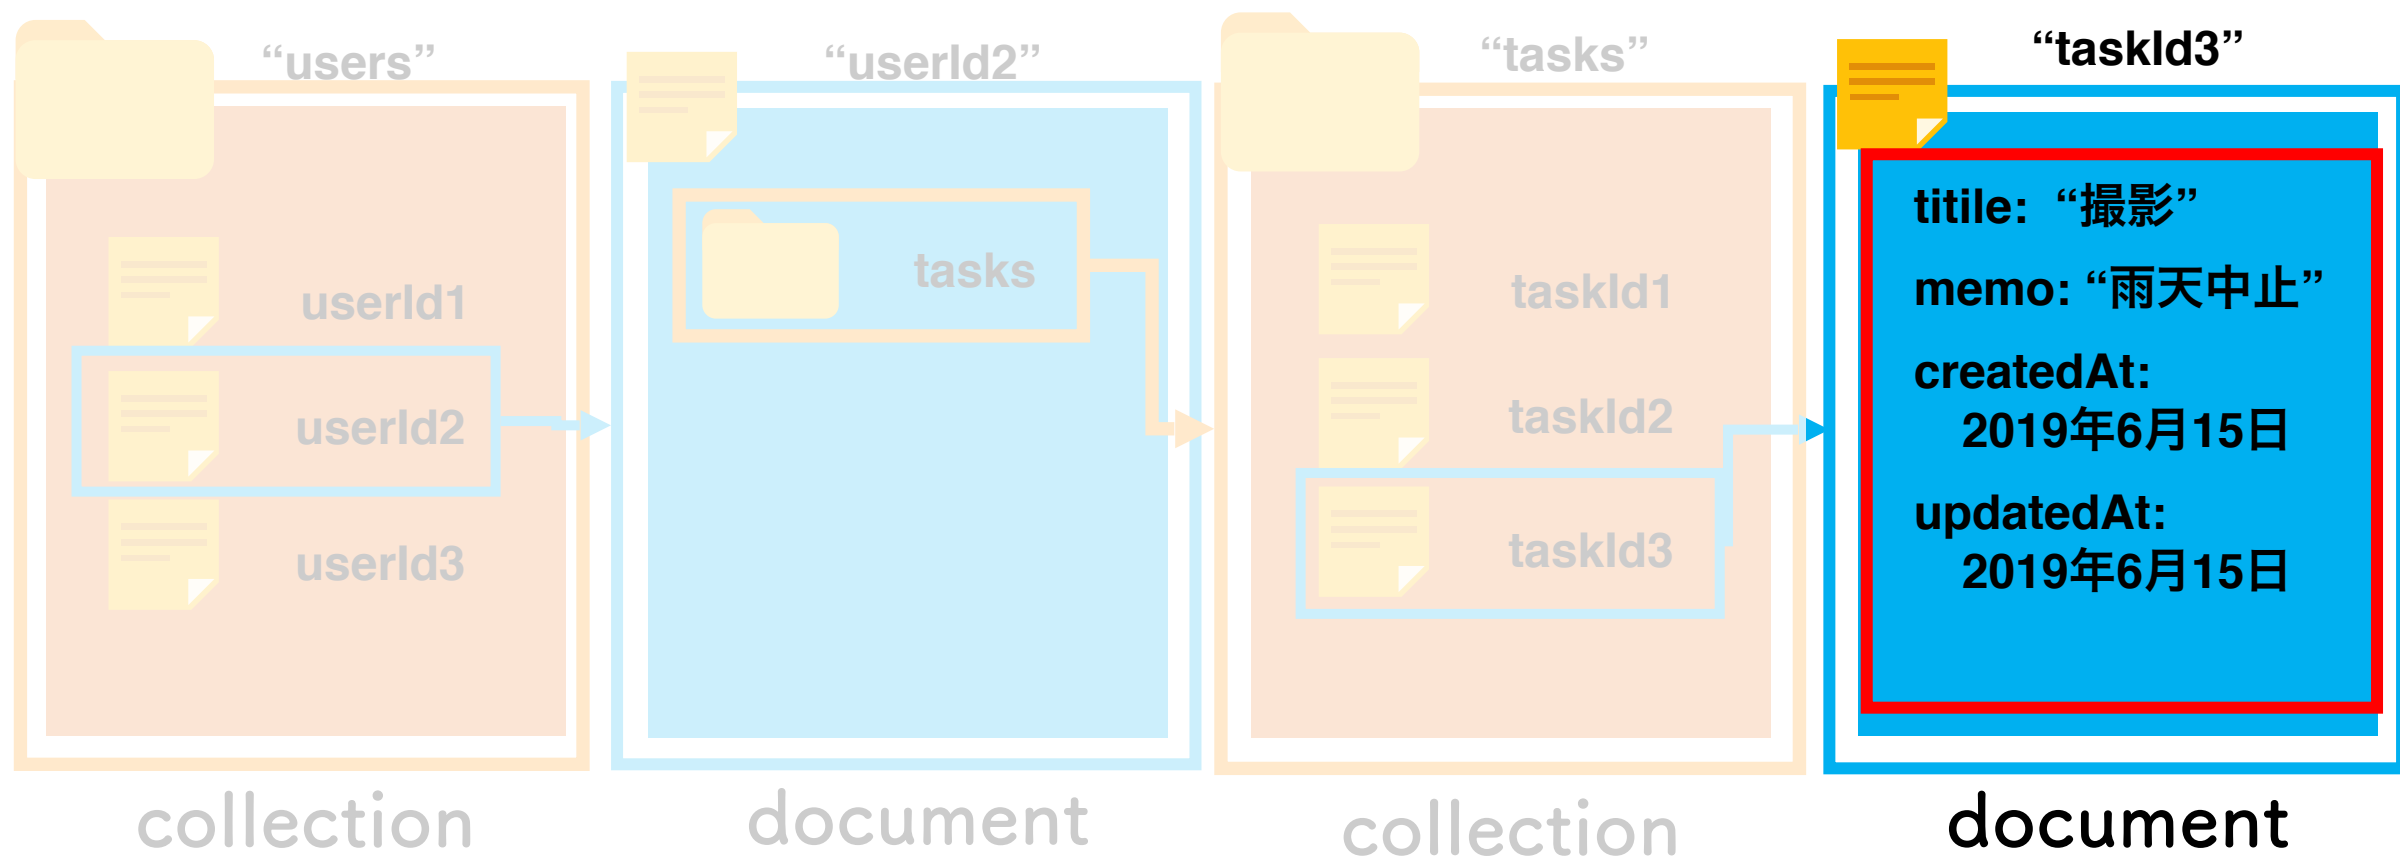 “users”
userId1
userId2
userId3
collection
“userId2”
tasks
document
“tasks”
taskId1
taskId2
taskId3
collection
“taskId3”
titile: “撮影”
memo: “雨天中止”
createdAt:
2019年6月15日
updatedAt:
2019年6月15日
document